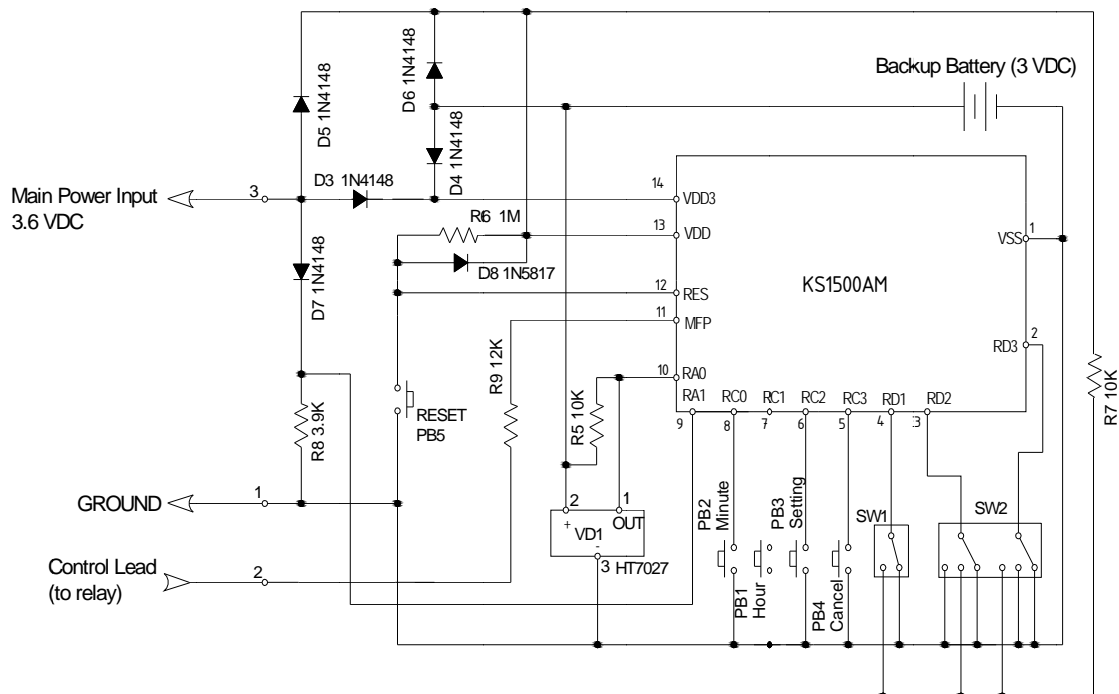 D5 1N4148
D6 1N4148
Backup Battery (3 VDC)
D4 1N4148
Main Power Input
3.6 VDC
3
D3 1N4148
14
VDD3
R6 1M
13
VDD
1
VSS
D7 1N4148
D8 1N5817
KS1500AM
12
RES
11
MFP
2
RD3
R9 12K
10
RA0
RA1
RC0
RC1
RC2
RC3
RD1
RD2
R7 10K
9
8
7
6
5
4
3
R8 3.9K
RESET
PB5
R5 10K
GROUND
1
2
1
+
OUT
VD1
-
3
HT7027
PB2
Minute
PB3
Setting
SW1
SW2
Control Lead
(to relay)
2
PB1
Hour
PB4
Cancel